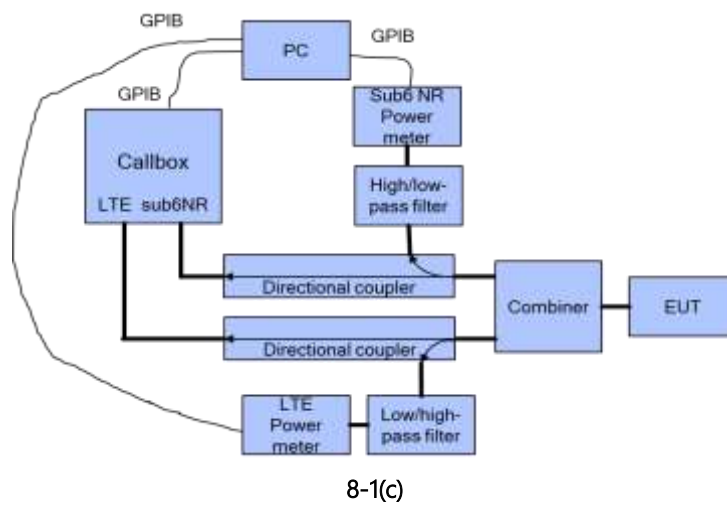 GPIB
PC
GPIB
GPIB
Sub6 NR
Power
meter
Callbox
LTE sub6NR
High/low-
pass filter
Directional coupler
Combiner
EUT
Directional coupler
LTE
Power
meter
Low/high-
pass filter
8-1(c)